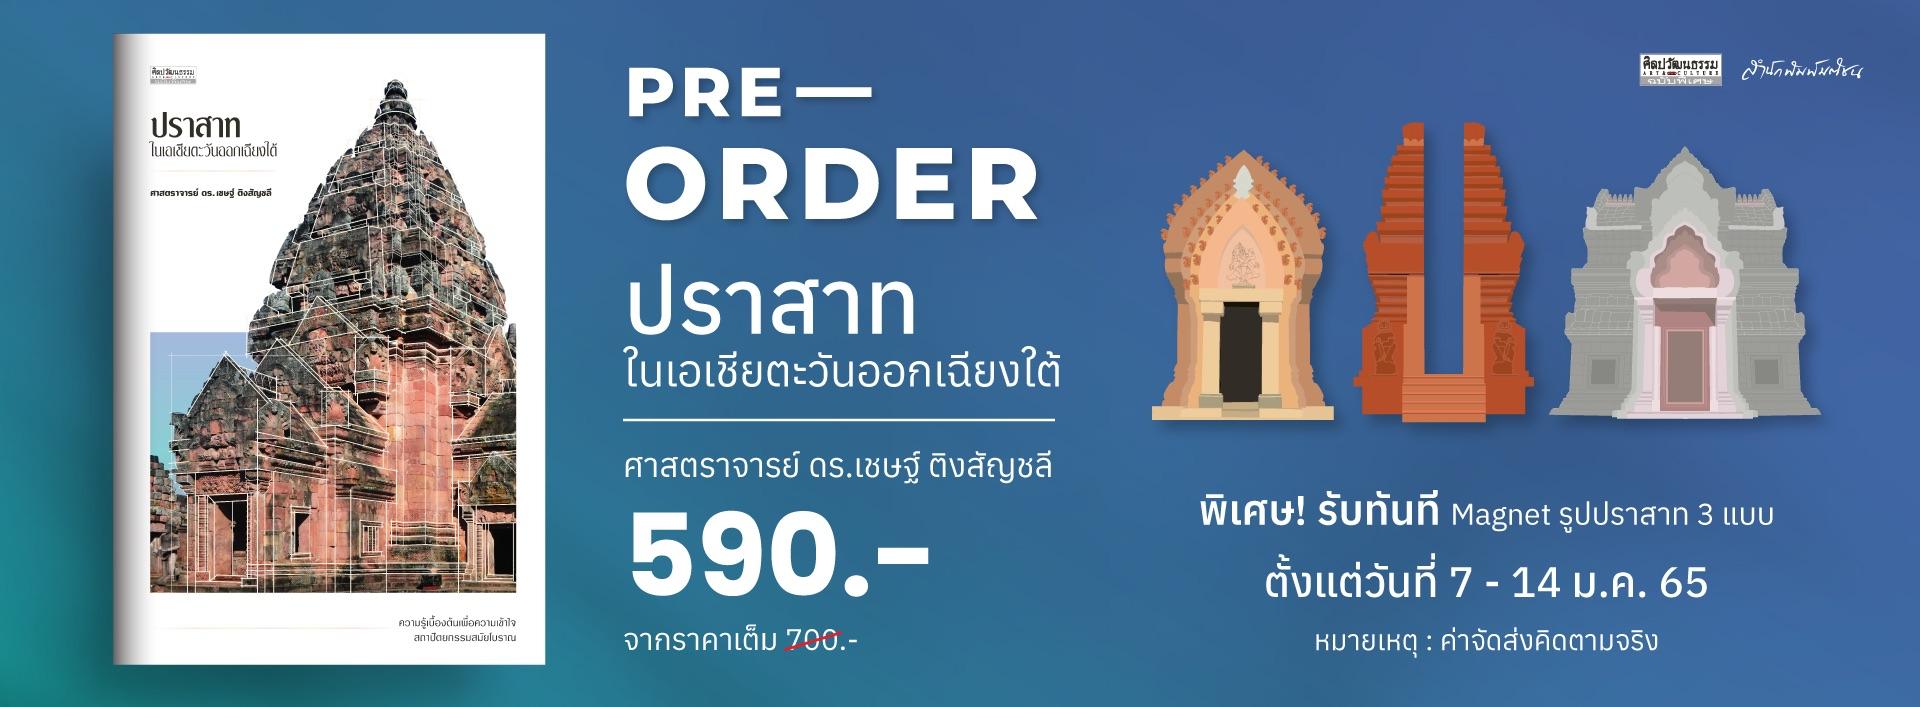 ศิลปวัฒนธรรม
ปราสาท
ในเอเชียตะวันออกเฉียงใต้
ศาสตราจารย์ ดร.เชษฐ์ ติงสัญชลี
ความรู้เบื้องต้นเพื่อความเข้าใจ
สถาปัตยกรรมสมัยโบราณ
PRE—
ORDER
ปราสาท
ในเอเชียตะวันออกเฉียงใต้
ศาสตราจารย์ ดร.เชษฐ์ ติงสัญชลี
590.-
จากราคาเต็ม 700.-
ศิลปวัฒนธรรม
ARTS CULTURE
ฉบับพิเศษ
สำนักพิมพ์มติชน
พิเศษ! รับทันที Magnet รูปปราสาท 3 แบบ
ตั้งแต่วันที่ 7 - 14 ม.ค. 65
หมายเหตุ : ค่าจัดส่งคิดตามจริง